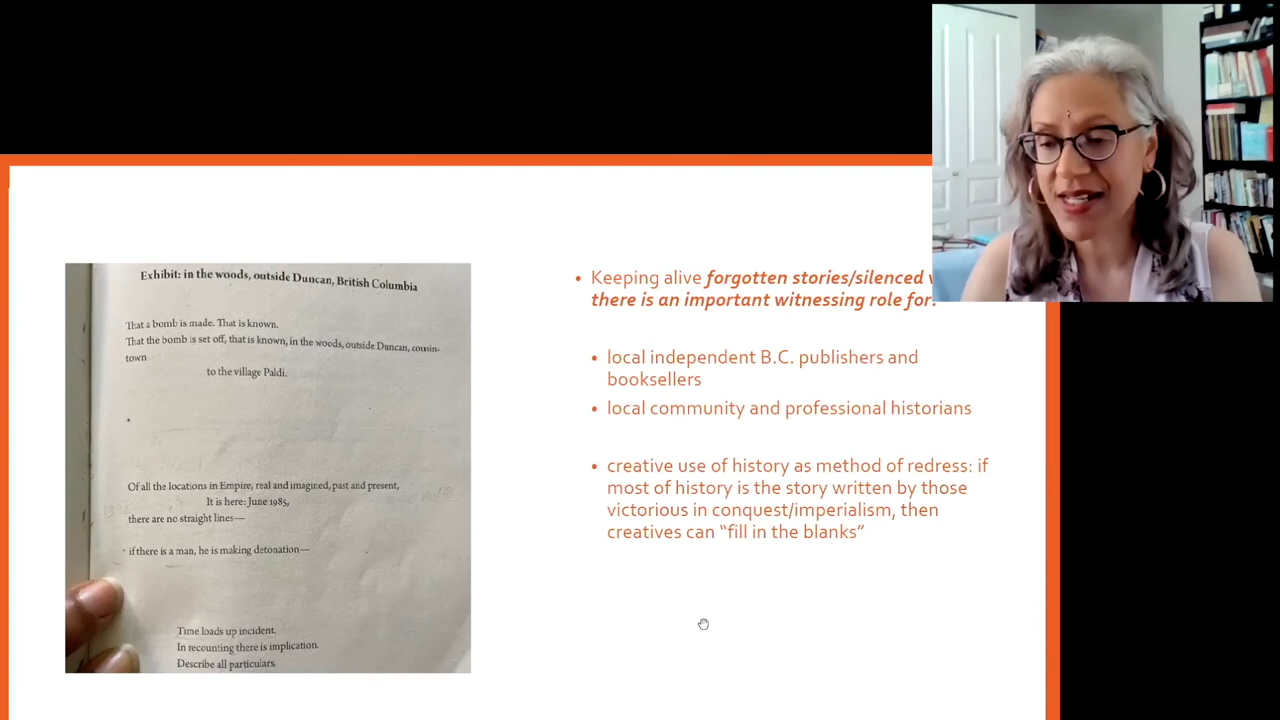 Exhibit: in the woods, outside Duncan, British Columbia
That a bomb is made. That is known.
That the bomb is set off, that is known, in the woods, outside Duncan, cousin-
town
to the village Paldi.
*
Of all the locations in Empire, real and imagined, past and present,
It is here: June 1985,
there are no straight lines—
if there is a man, he is making detonation—
Time loads up incident.
In recounting there is implication.
Describe all particulars.
• Keeping alive forgotten stories/silenced
there is an important witnessing role for:
• local independent B.C. publishers and
booksellers
• local community and professional historians
• creative use of history as method of redress: if
most of history is the story written by those
victorious in conquest/imperialism, then
creatives can “fill in the blanks”